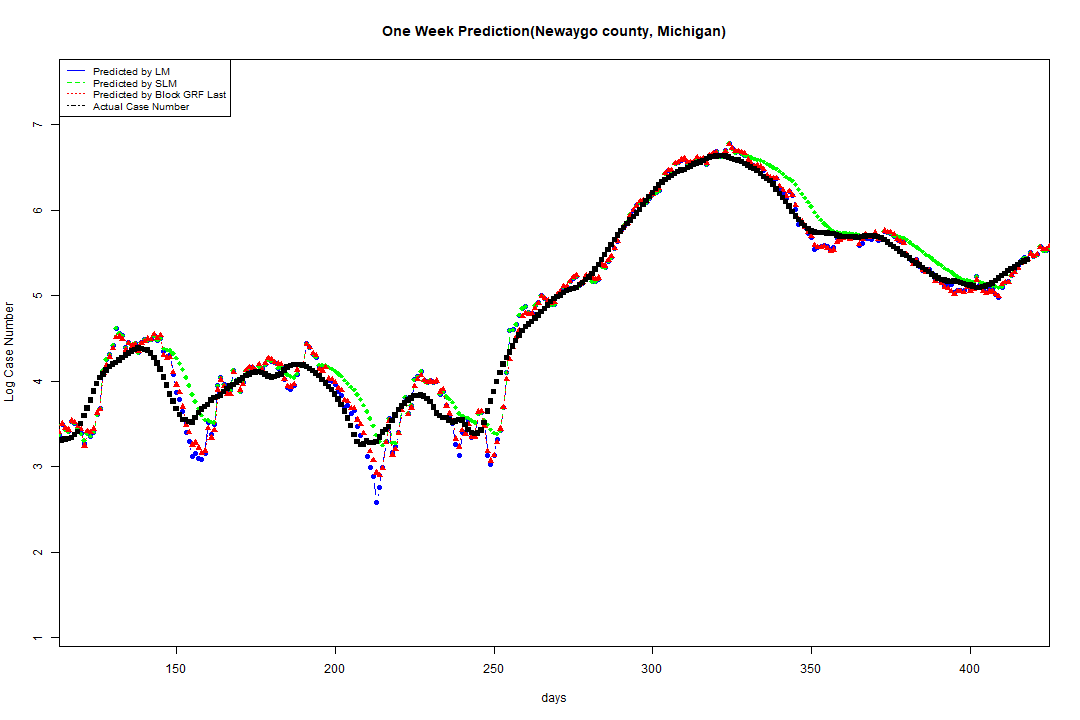 One Week Prediction(Newaygo county, Michigan)
Predicted by LM
Predicted by SLM
Predicted by Block GRF Last
Actual Case Number
7
6
5
4
3
2
1
Log Case Number
150 200 250 300 350 400
days